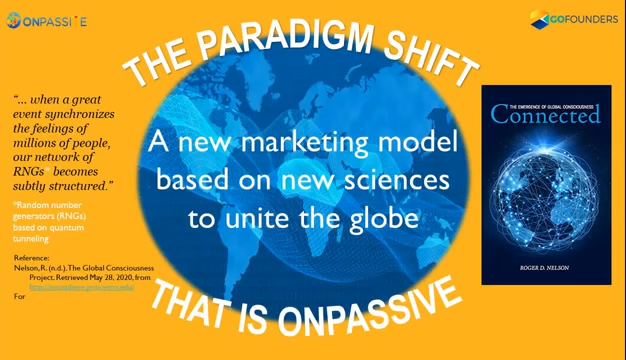 ONPASSIVE
GOFOUNDERS
THE PARADIGM SHIFT
"... when a great
event synchronizes
the feelings of
millions of people,
our network of
RNGs* becomes
subtly structured."
*Random number
generators (RNGs)
based on quantum
tunneling
Reference:
Nelson, R. (n.d.). The Global Consciousness
Project. Retrieved May 28, 2020, from
For
A new marketing model
based on new sciences
to unite the globe
THE EMERGENCE OF GLOBAL CONSCIOUSNESS
Connected
ROGER D. NELSON
THAT IS ONPASSIVE